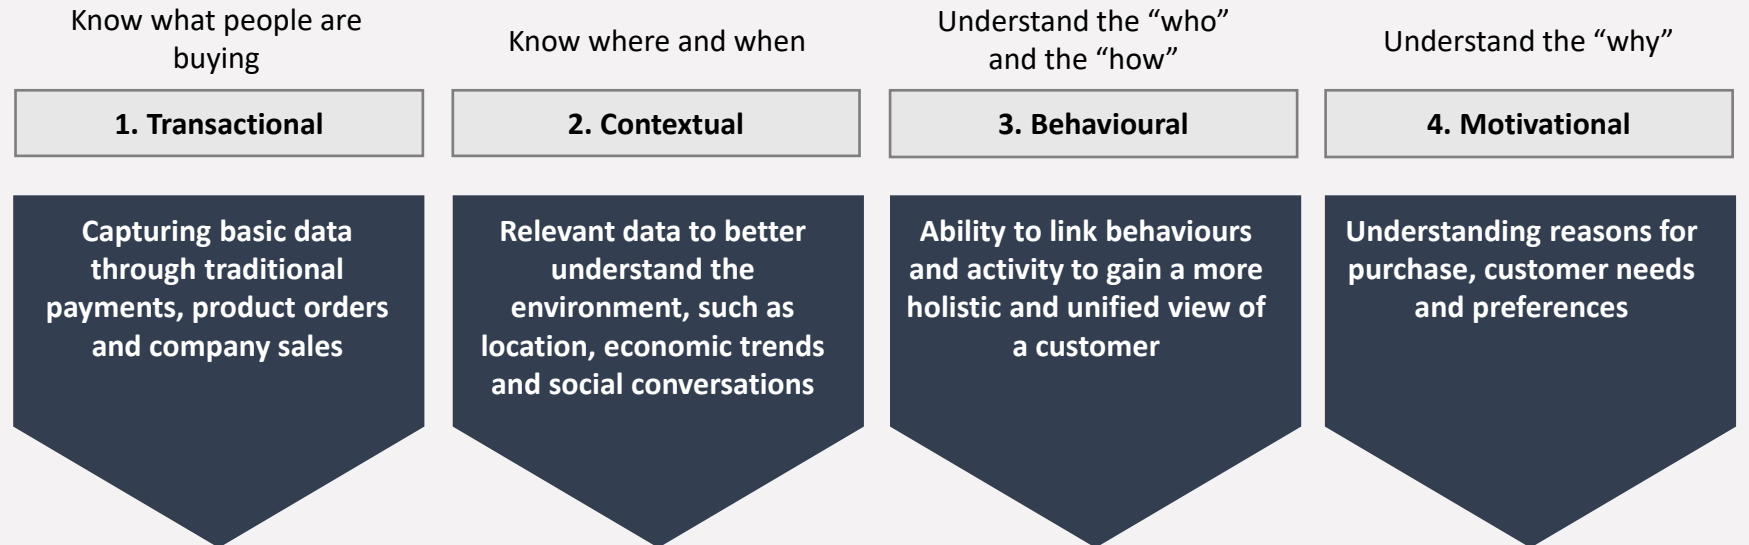 Know what people are
buying
1. Transactional
Capturing basic data
through traditional
payments, product orders
and company sales
Know where and when
2. Contextual
Relevant data to better
understand the
environment, such as
location, economic trends
and social conversations
Understand the “who”
and the “how”
3. Behavioural
Ability to link behaviours
and activity to gain a more
holistic and unified view of
a customer
Understand the “why”
4. Motivational
Understanding reasons for
purchase, customer needs
and preferences